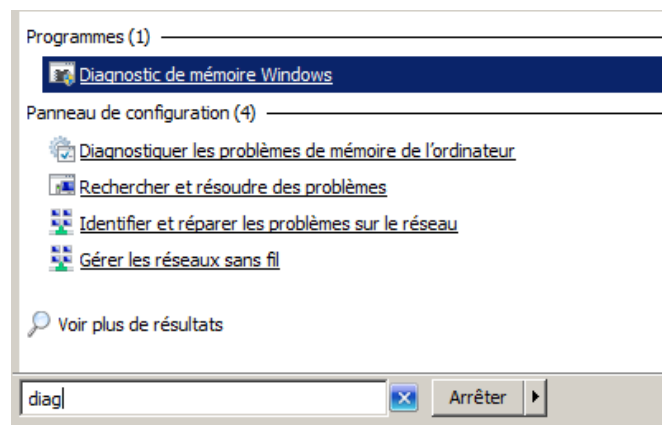 Programmes (1)
Diagnostic de mémoire Windows
Panneau de configuration (4)
Diagnostiquer les problèmes de mémoire de l'ordinateur
Rechercher et résoudre des problèmes
Identifier et réparer les problèmes sur le réseau
Gérer les réseaux sans fil
Voir plus de résultats
diag
Arrêter